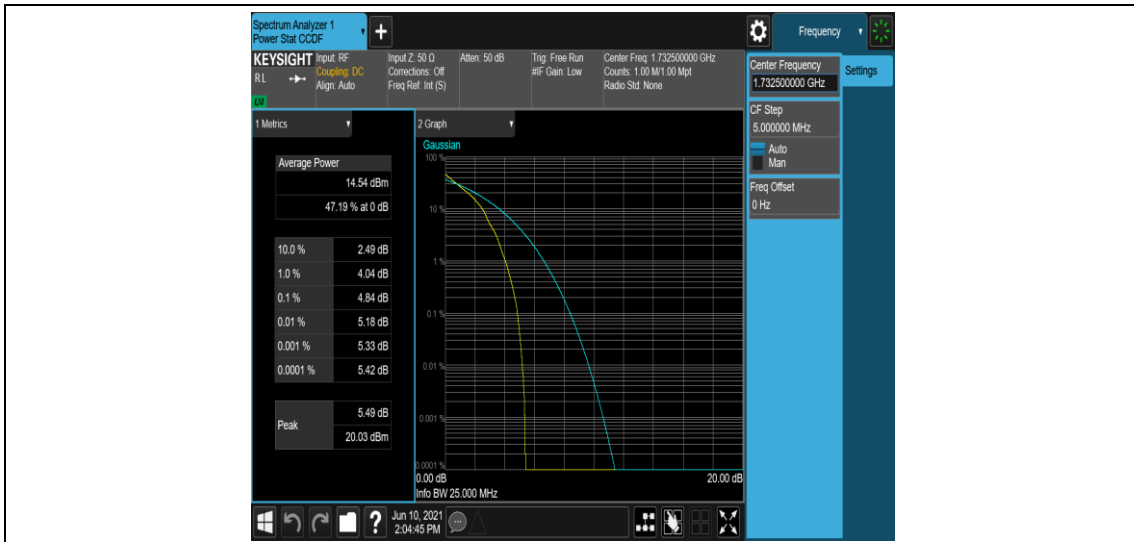 Spectrum Analyzer 1
Power Stat CCDF
Frequency
KEYSIGHT
RL
LXI
Input: RF
Coupling: DC
Align: Auto
Input Z: 50 Ω
Corrections: Off
Freq Ref: Int (S)
Atten: 50 dB
Trig: Free Run
#IF Gain: Low
Center Freq: 1.732500000 GHz
Counts: 1.00 M/1.00 Mpt
Radio Std: None
Center Frequency
1.732500000 GHz
Settings
CF Step
5.000000 MHz
Auto
Man
Freq Offset
0 Hz
1 Metrics
Average Power
14.54 dBm
47.19 % at 0 dB
10.0 % 2.49 dB
1.0 % 4.04 dB
0.1 % 4.84 dB
0.01 % 5.18 dB
0.001 % 5.33 dB
0.0001 % 5.42 dB
Peak 5.49 dB
20.03 dBm
2 Graph
Gaussian
100 %
10 %
1 %
0.1 %
0.01 %
0.001 %
0.0001 %
0.00 dB 20.00 dB
Info BW 25.000 MHz
?
Jun 10, 2021
2:04:45 PM